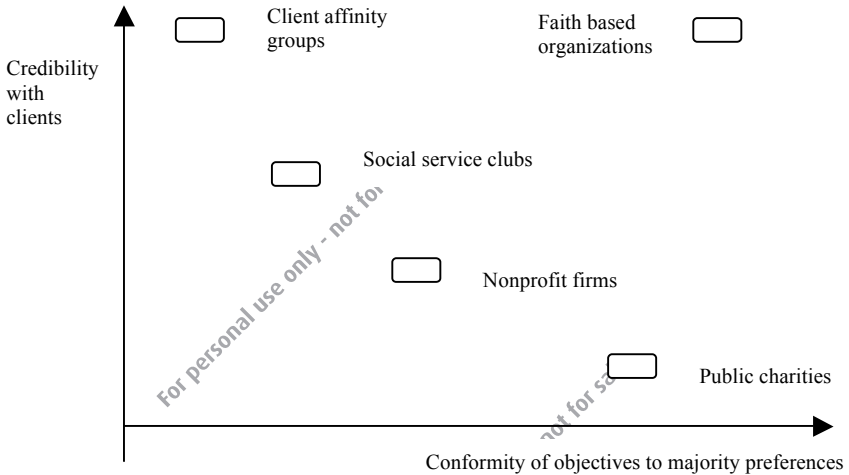 Client affinity
groups
Faith based
organizations
Credibility
with
clients
Social service clubs
For personal use only - not for
Nonprofit firms
Public charities
not for
Conformity of objectives to majority preferences